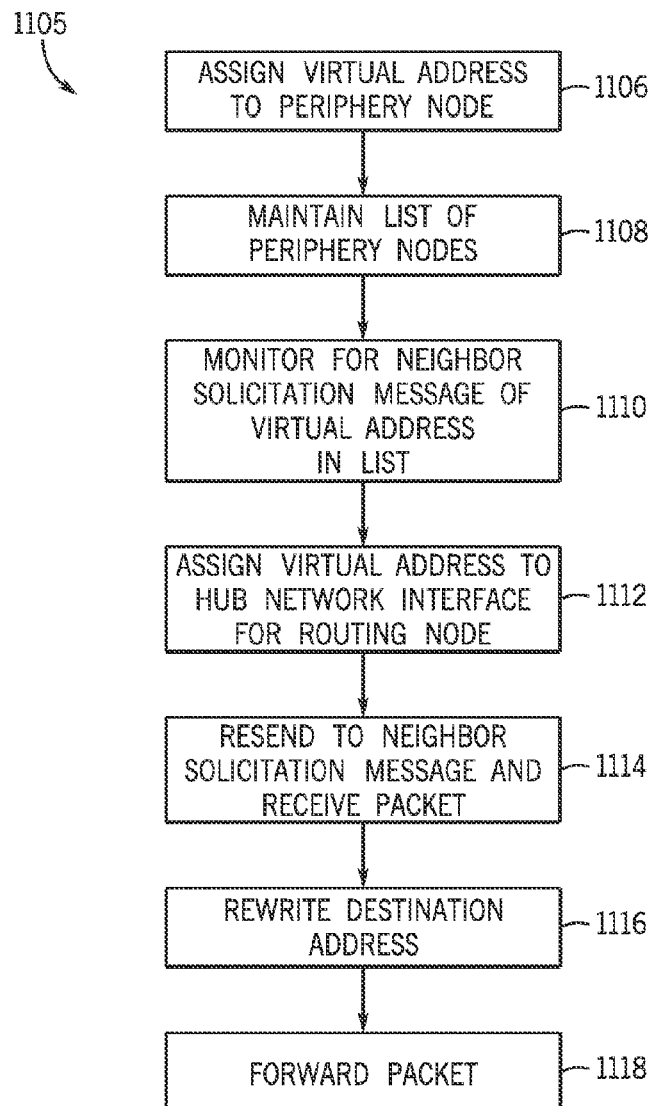 1105
ASSIGN VIRTUAL ADDRESS
TO PERIPHERY NODE
1106
MAINTAIN LIST OF
PERIPHERY NODES
1108
MONITOR FOR NEIGHBOR
SOLICITATION MESSAGE OF
VIRTUAL ADDRESS
IN LIST
1110
ASSIGN VIRTUAL ADDRESS TO
HUB NETWORK INTERFACE
FOR ROUTING NODE
1112
RESEND TO NEIGHBOR
SOLICITATION MESSAGE AND
RECEIVE PACKET
1114
REWRITE DESTINATION
ADDRESS
1116
FORWARD PACKET
1118